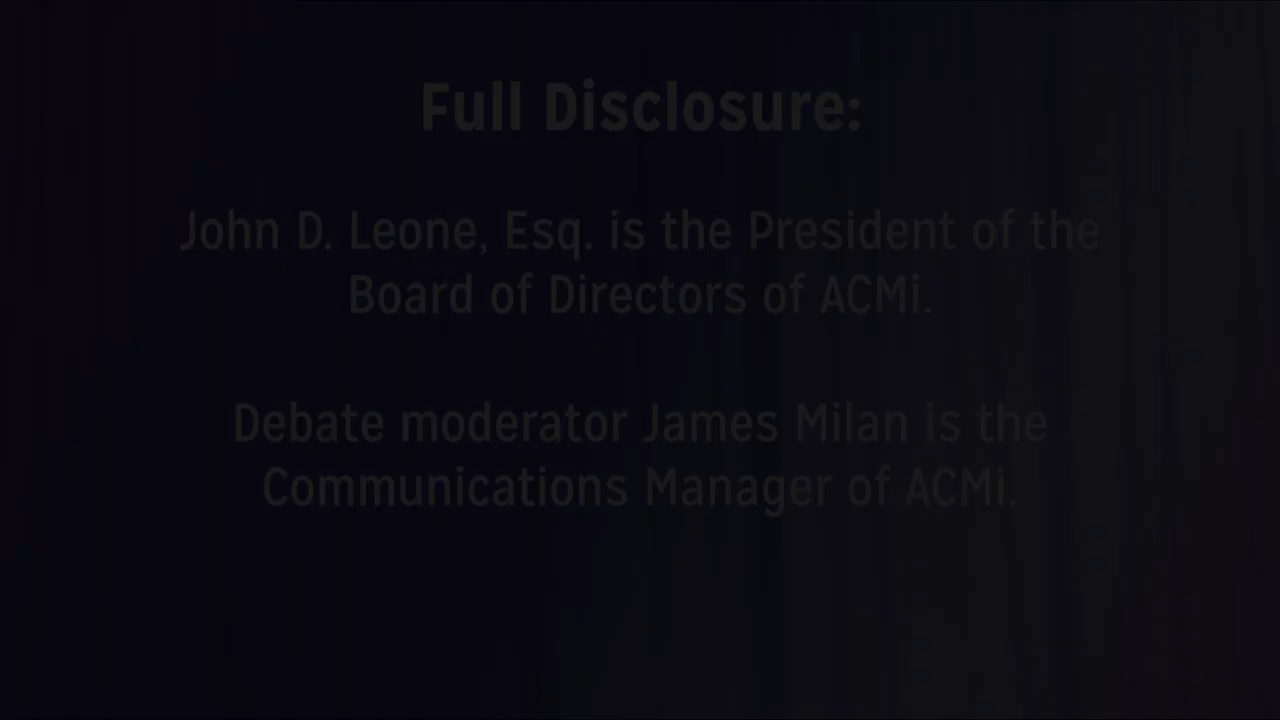 Full Disclosure:
John D. Leone, Esq. is the President of the
Board of Directors of ACMi.
Debate moderator James Milan is the
Communications Manager of ACMi.